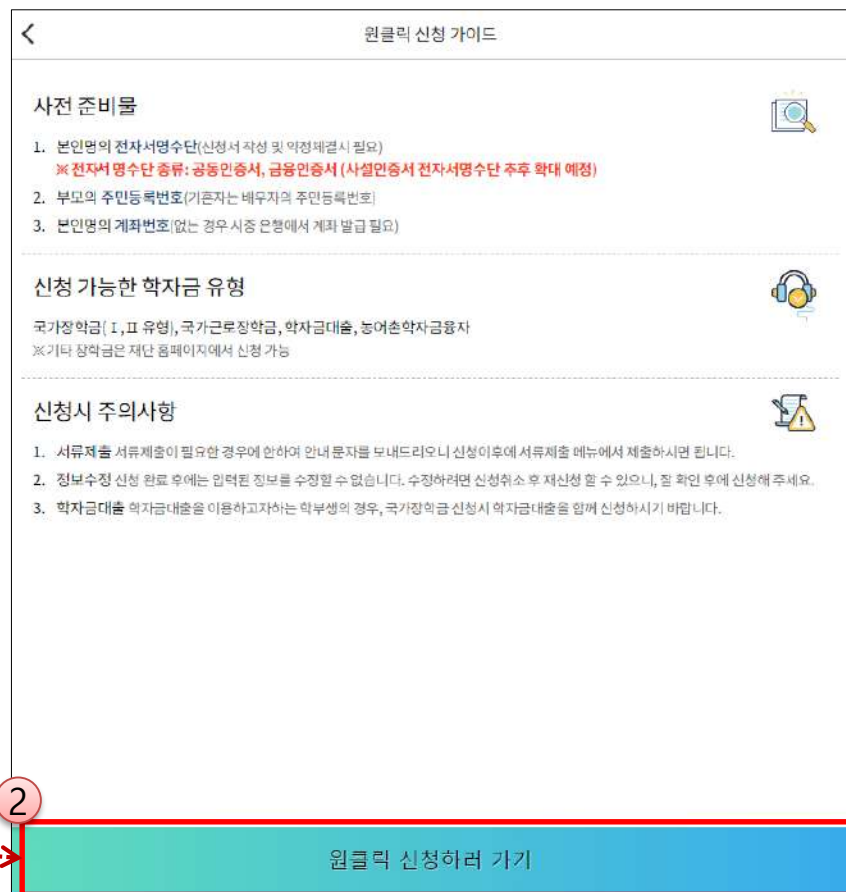 원클릭 신청 가이드
사전 준비물
1. 본인명의 전자서명수단(신청서 작성 및 약정체결시 필요)
※ 전자서명수단 종류: 공동인증서, 금융인증서 (사설인증서 전자서명수단 추후 확대 예정)
2. 부모의 주민등록번호(기혼자는 배우자의 주민등록번호)
3. 본인명의 계좌번호(없는 경우 시중 은행에서 계좌 발급 필요)
신청 가능한 학자금 유형
국가장학금(Ⅰ,Ⅱ 유형), 국가근로장학금, 학자금대출, 농어촌학자금융자
※기타 장학금은 재단 홈페이지에서 신청 가능
신청시 주의사항
1. 서류제출 서류제출이 필요한 경우에 한하여 안내 문자를 보내드리오니 신청이후에 서류제출 메뉴에서 제출하시면 됩니다.
2. 정보수정 신청 완료 후에는 입력된 정보를 수정할 수 없습니다. 수정하려면 신청취소 후 재신청 할 수 있으니, 잘 확인 후에 신청해 주세요.
3. 학자금대출 학자금대출을 이용하고자하는 학부생의 경우, 국가장학금 신청시 학자금대출을 함께 신청하시기 바랍니다.
2
원클릭 신청하러 가기